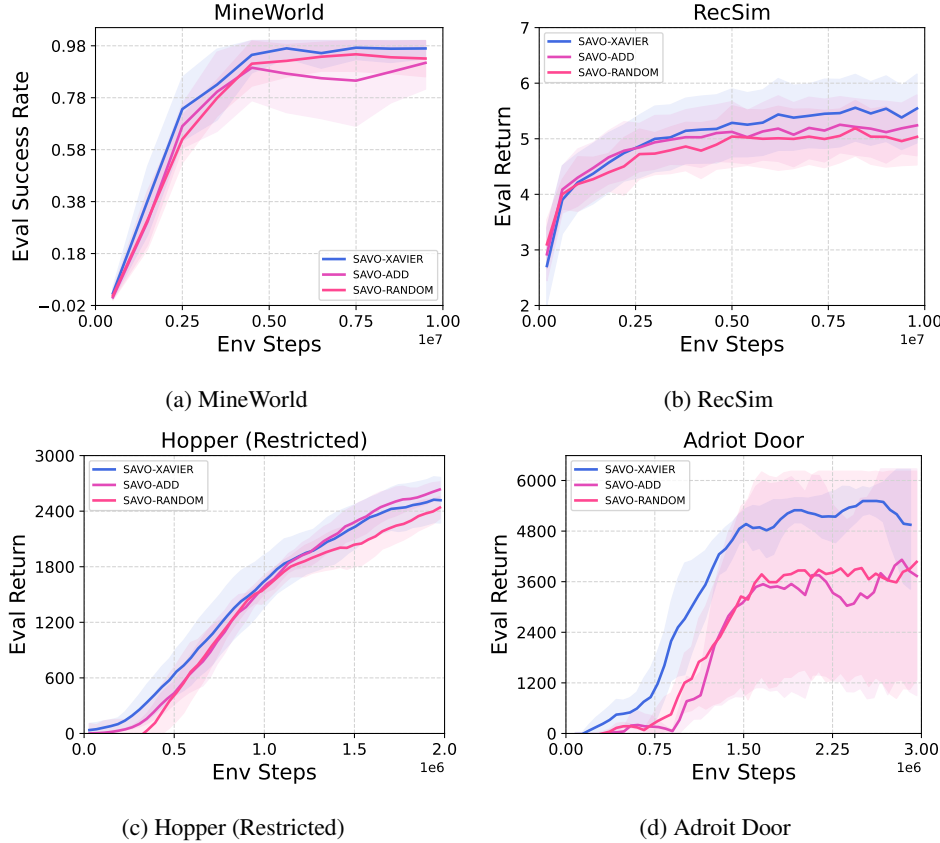 MineWorld
Eval Success Rate
0.98
0.78
0.58
0.38
0.18
−0.02
SAVO-XAVIER
SAVO-ADD
SAVO-RANDOM
0.00 0.25 0.50 0.75 1.00
1e7
Env Steps
(a) MineWorld
RecSim
Eval Return
7
6
5
4
3
2
SAVO-XAVIER
SAVO-ADD
SAVO-RANDOM
0.00 0.25 0.50 0.75 1.00
1e7
Env Steps
(b) RecSim
Hopper (Restricted)
Eval Return
3000
2400
1800
1200
600
0
SAVO-XAVIER
SAVO-ADD
SAVO-RANDOM
0.0 0.5 1.0 1.5 2.0
1e6
Env Steps
(c) Hopper (Restricted)
Adriot Door
Eval Return
6000
4800
3600
2400
1200
0
SAVO-XAVIER
SAVO-ADD
SAVO-RANDOM
0.00 0.75 1.50 2.25 3.00
1e6
Env Steps
(d) Adroit Door